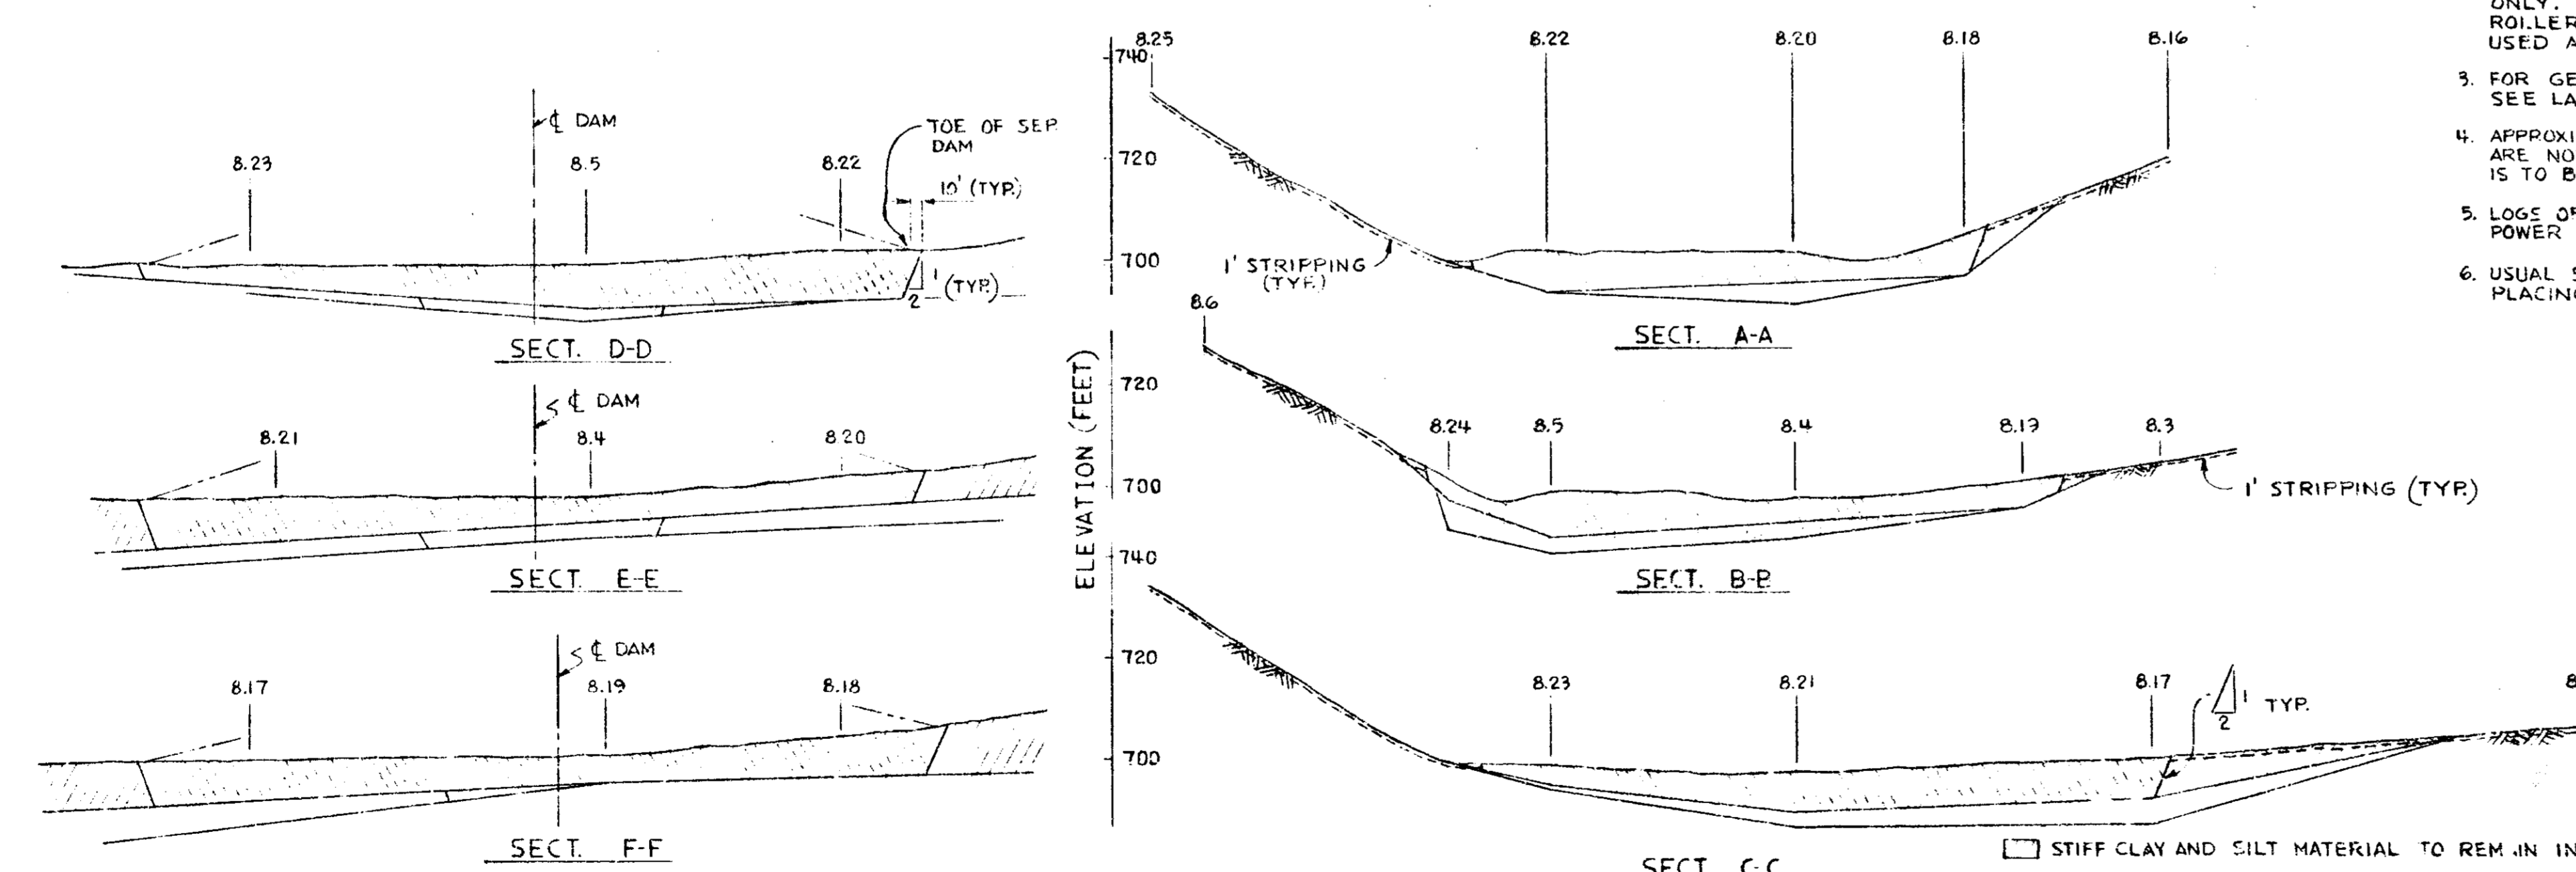 ℄ DAM
TOE OF SEP.
DAM
8.23
8.5
8.22
10' (TYP.)
1 (TYP.)
2
SECT. D-D
℄ DAM
8.21
8.4
8.20
SECT. E-E
℄ DAM
8.17
8.19
8.18
SECT. F-F
ELEVATION (FEET)
740
720
700
8.25
8.22
8.20
8.18
8.16
1' STRIPPING
(TYP.)
SECT. A-A
720
700
8.6
8.24
8.5
8.4
8.19
8.3
1' STRIPPING (TYP.)
SECT. B-B
740
720
700
8.23
8.21
8.17
1 TYP.
2
SECT. C-C
ONLY.
ROLLER
USED A
3. FOR GE
SEE LA
4. APPROXI
ARE NO
IS TO B
5. LOGS OF
POWER
6. USUAL S
PLACING
STIFF CLAY AND SILT MATERIAL TO REMAIN IN